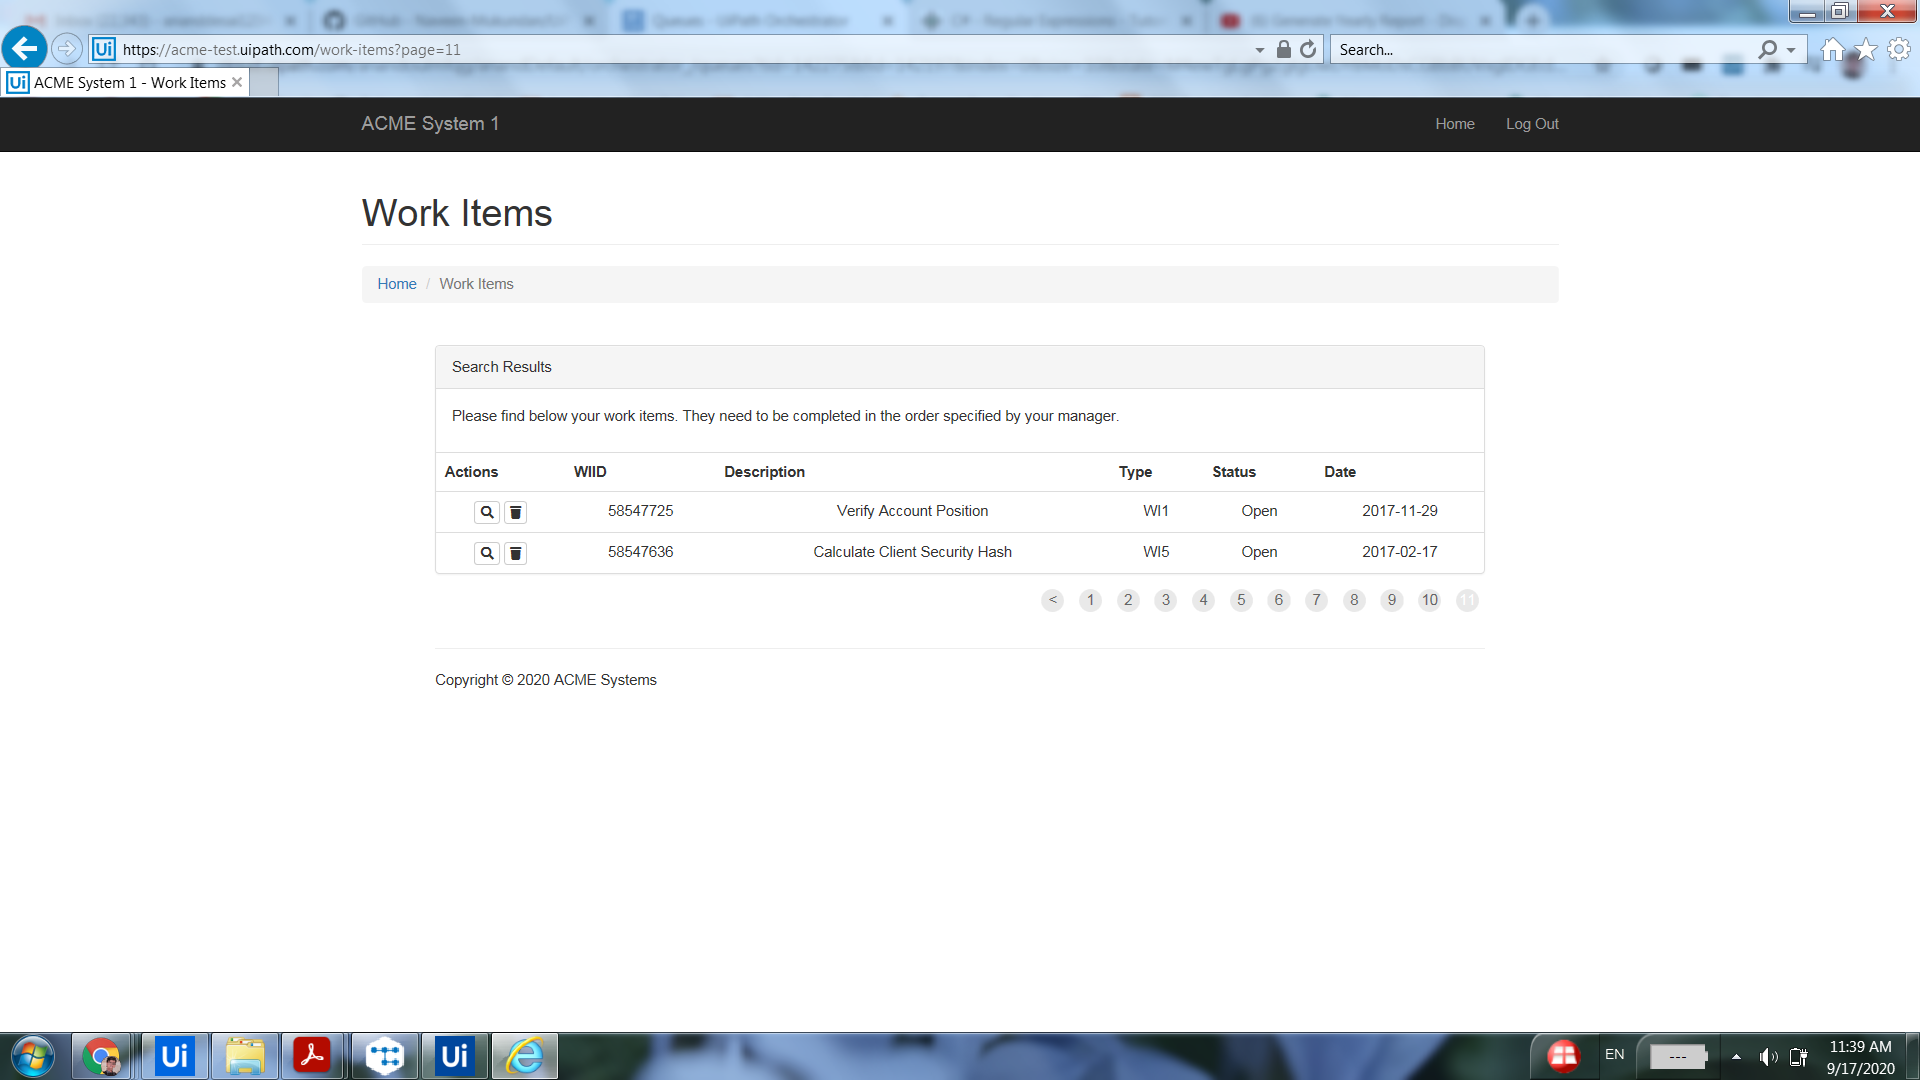 https://acme-test.uipath.com/work-items?page=11
Search...
Ui ACME System 1 - Work Items
ACME System 1
Home Log Out
Work Items
Home / Work Items
Search Results
Please find below your work items. They need to be completed in the order specified by your manager.
Actions WIID Description Type Status Date
58547725 Verify Account Position WI1 Open 2017-11-29
58547636 Calculate Client Security Hash WI5 Open 2017-02-17
< 1 2 3 4 5 6 7 8 9 10 11
Copyright © 2020 ACME Systems
Ui Ui EN --- 11:39 AM
9/17/2020